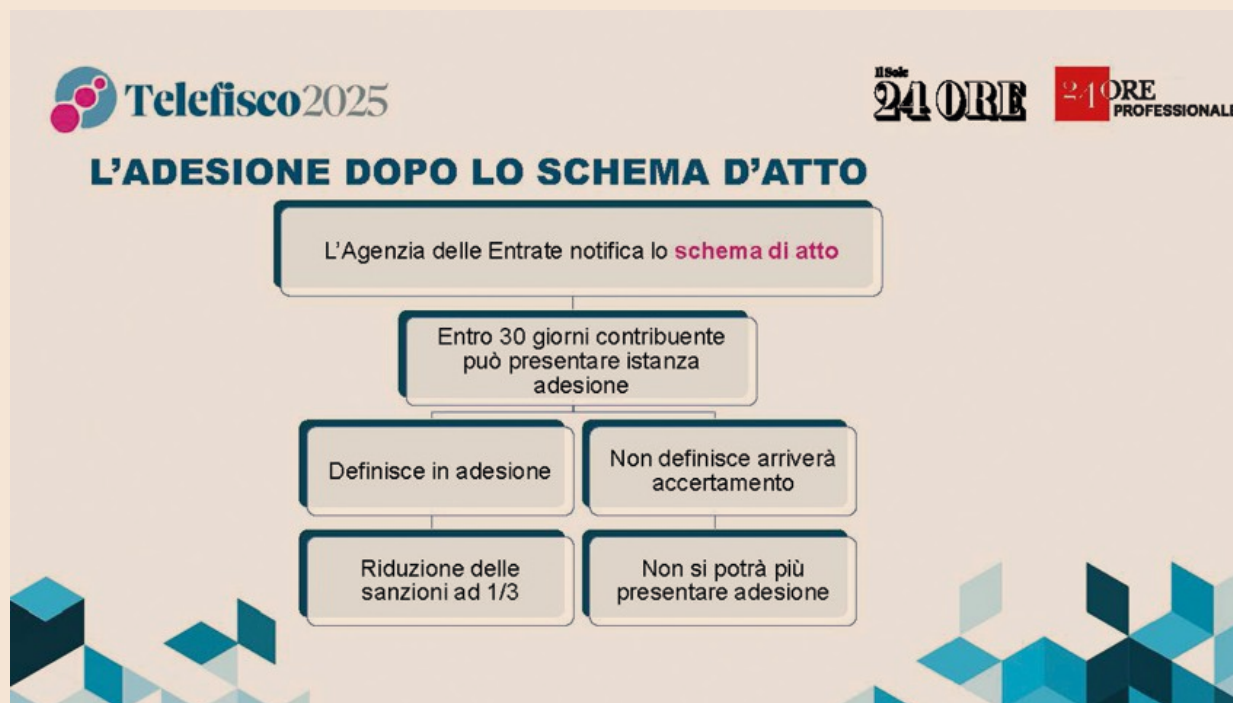 Telefisco2025
Il Sole
24 ORE
24 ORE
PROFESSIONALE
L'ADESIONE DOPO LO SCHEMA D'ATTO
L'Agenzia delle Entrate notifica lo schema di atto
Entro 30 giorni contribuente
può presentare istanza
adesione
Definisce in adesione
Non definisce arriverà
accertamento
Riduzione delle
sanzioni ad 1/3
Non si potrà più
presentare adesione